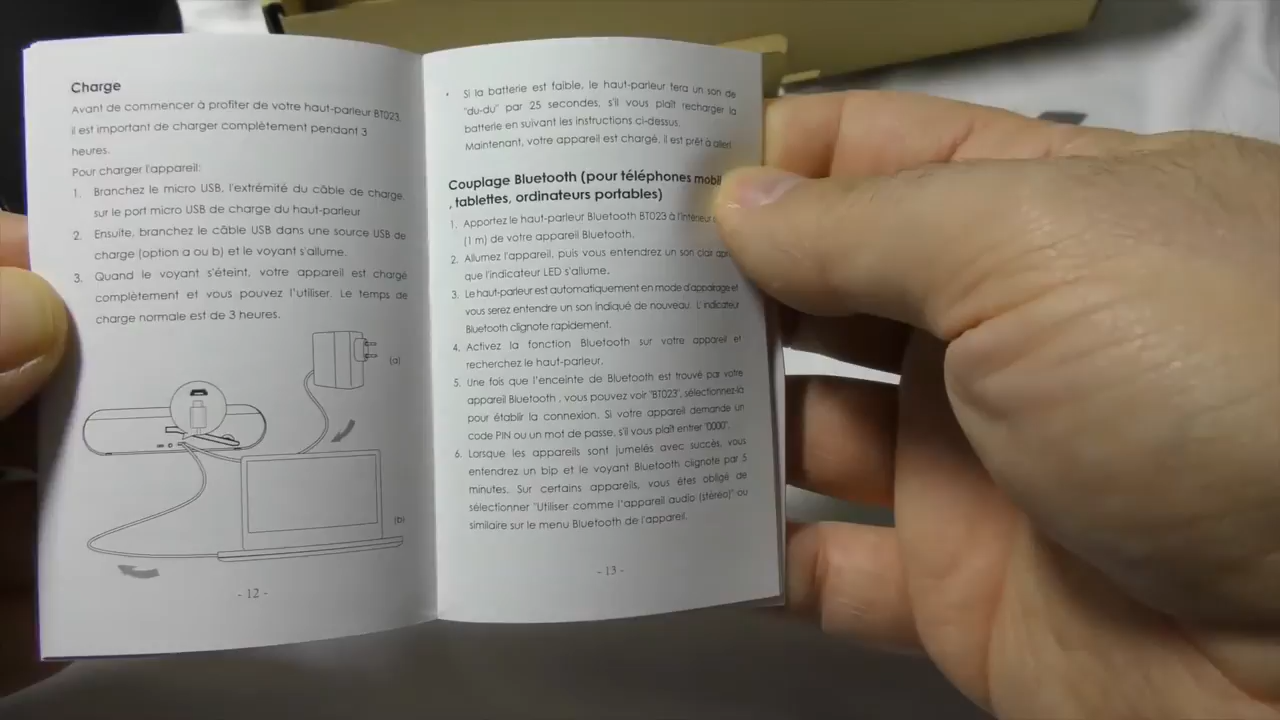 Charge
Avant de commencer à profiter de votre haut-parleur BT023,
il est important de charger complètement pendant 3
heures.
Pour charger l'appareil:
1. Branchez le micro USB, l'extrémité du câble de charge,
sur le port micro USB de charge du haut-parleur
2. Ensuite, branchez le câble USB dans une source USB de
charge (option a ou b) et le voyant s'allume.
3. Quand le voyant s'éteint, votre appareil est chargé
complètement et vous pouvez l'utiliser. Le temps de
charge normale est de 3 heures.
(a)
(b)
- 12 -
• Si la batterie est faible, le haut-parleur fera un son de
"du-du" par 25 secondes, s'il vous plaît recharger la
batterie en suivant les instructions ci-dessus.
Maintenant, votre appareil est chargé, il est prêt à aller!
Couplage Bluetooth (pour téléphones
, tablettes, ordinateurs portables)
1. Apportez le haut-parleur Bluetooth BT023 à l'intérieur
(1 m) de votre appareil Bluetooth.
2. Allumez l'appareil, puis vous entendrez un son clair
que l'indicateur LED s'allume.
3. Le haut-parleur est automatiquement en mode d'appairage et
vous serez entendre un son indiqué de nouveau. L'indicateur
Bluetooth clignote rapidement.
4. Activez la fonction Bluetooth sur votre appareil et
recherchez le haut-parleur.
5. Une fois que l'enceinte de Bluetooth est trouvé par votre
appareil Bluetooth , vous pouvez voir "BT023", sélectionnez-la
pour établir la connexion. Si votre appareil demande un
code PIN ou un mot de passe, s'il vous plaît entrer "0000".
6. Lorsque les appareils sont jumelés avec succès, vous
entendrez un bip et le voyant Bluetooth clignote par 5
minutes. Sur certains appareils, vous êtes obligé de
sélectionner "Utiliser comme l'appareil audio (stéréo)" ou
similaire sur le menu Bluetooth de l'appareil.
- 13 -